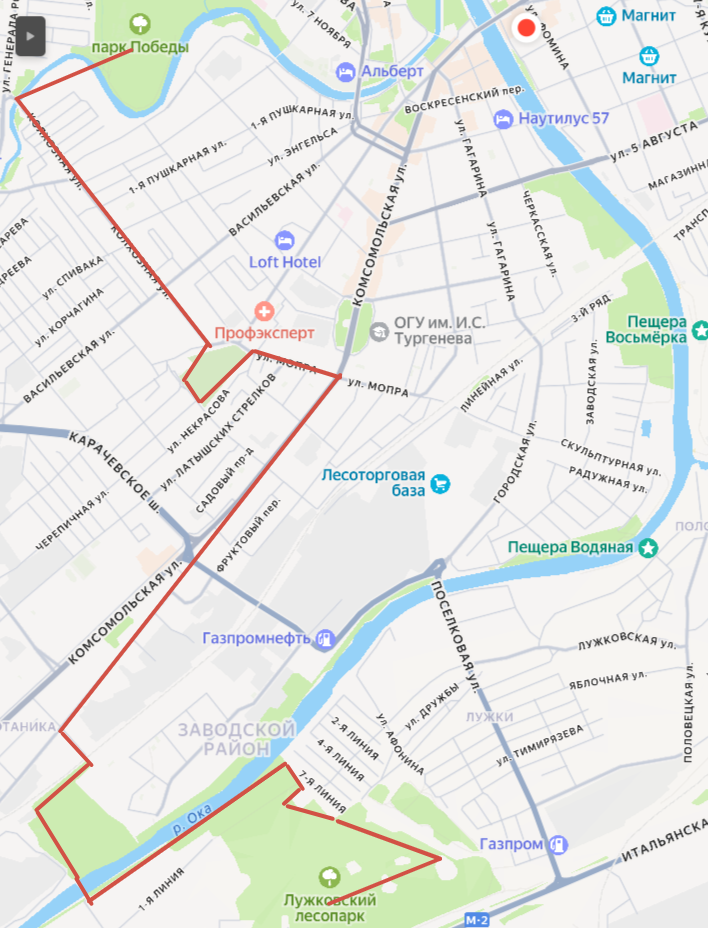 ул. ГЕНЕРАЛА Р
парк Победы
ул. 7 НОЯБРЯ
Магнит
Магнит
ФОМИНА
Альберт
ВОСКРЕСЕНСКИЙ пер.
Наутилус 57
1-Я ПУШКАРНАЯ ул.
КОЛХОЗНАЯ ул.
ул. ЭНГЕЛЬСА
ул. ГАГАРИНА
ул. 5 АВГУСТА
1-Я ПУШКАРНАЯ ул.
МАГАЗИННА
ВАСИЛЬЕВСКАЯ ул.
КОМСОМОЛЬСКАЯ ул.
ЧЕРКАССКАЯ ул.
ТРАНСП
АРЕВА
КОЛХОЗНАЯ ул.
Loft Hotel
ул. ГАГАРИНА
ДРЕЕВА
ул. СПИВАКА
ул. КОРЧАГИНА
3-Й РЯД
Профэксперт
ОГУ им. И.С.
Тургенева
Пещера
Восьмёрка
ВАСИЛЬЕВСКАЯ ул.
ул. МОПРА
ул. МОПРА
ЛИНЕЙНАЯ ул.
ЗАВОДСКАЯ ул.
ул. НЕКРАСОВА
ул. ЛАТЫШСКИХ СТРЕЛКОВ
КАРАЧЕВСКОЕ ш.
САДОВЫЙ пр-д
Лесоторговая
база
ГОРОДСКАЯ ул.
СКУЛЬПТУРНАЯ ул.
РАДУЖНАЯ ул.
ЧЕРЕПИЧНАЯ ул.
ФРУКТОВЫЙ пер.
ПОЛО
Пещера Водяная
КОМСОМОЛЬСКАЯ ул.
ПОСЕЛКОВАЯ ул.
Газпромнефть
ЛУЖКОВСКАЯ ул.
ЯБЛОЧНАЯ ул.
ПОЛОВЕЦКАЯ ул.
ОТАНИКА
ЗАВОДСКОЙ
РАЙОН
2-Я ЛИНИЯ
ул. АФОНИНА
ул. ДРУЖБЫ
ЛУЖКИ
4-Я ЛИНИЯ
ул. ТИМИРЯЗЕВА
7-Я ЛИНИЯ
р. Ока
Газпром
ИТАЛЬЯНСКА
1-Я ЛИНИЯ
Лужковский
лесопарк
М-2